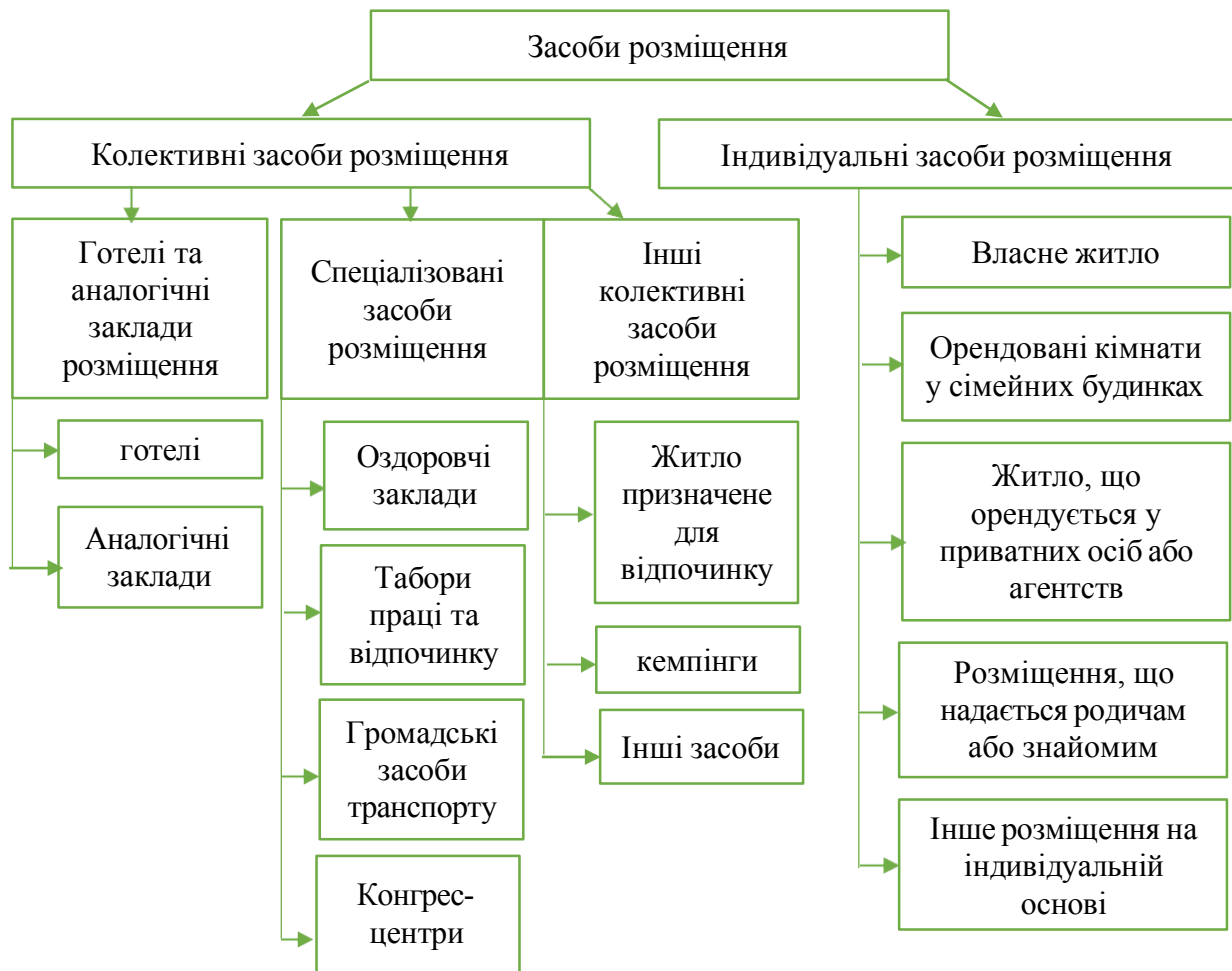 Засоби розміщення
Колективні засоби розміщення
Індивідуальні засоби розміщення
Готелі та
аналогічні
заклади
розміщення
Спеціалізовані
засоби
розміщення
Інші
колективні
засоби
розміщення
готелі
Аналогічні
заклади
Оздоровчі
заклади
Табори
праці та
відпочинку
Громадські
засоби
транспорту
Конгрес-
центри
Житло
призначене
для
відпочинку
кемпінги
Інші засоби
Власне житло
Орендовані кімнати
у сімейних будинках
Житло, що
орендується у
приватних осіб або
агентств
Розміщення, що
надається родичам
або знайомим
Інше розміщення на
індивідуальній
основі